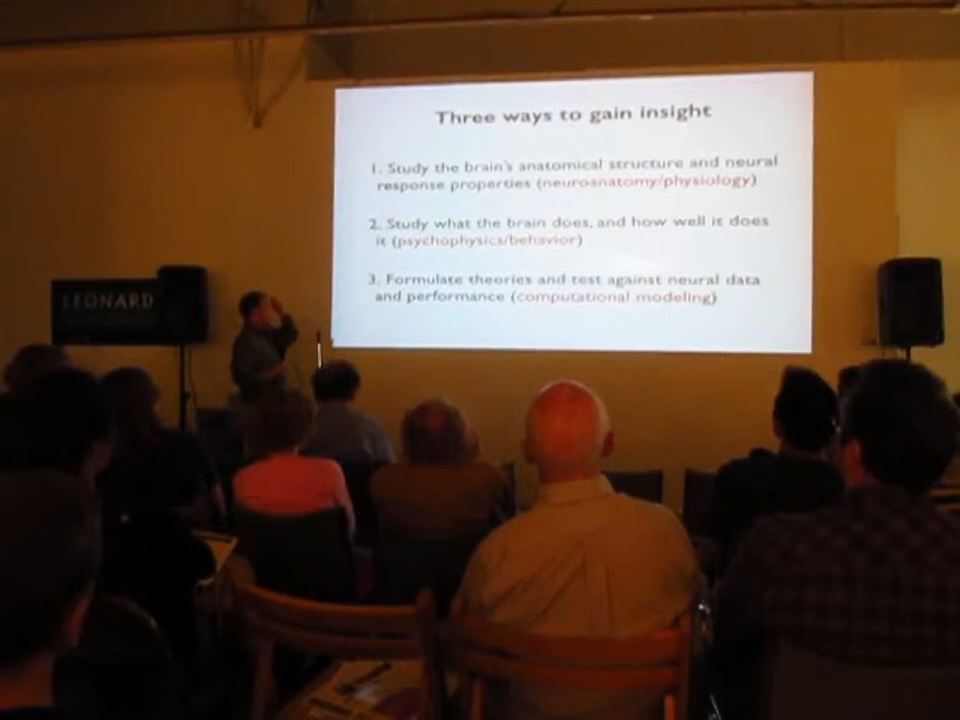 Three ways to gain insight
1. Study the brain's anatomical structure and neural
response properties (neuroanatomy/physiology)
2. Study what the brain does, and how well it does
it (psychophysics/behavior)
3. Formulate theories and test against neural data
and performance (computational modeling)
LEONARD